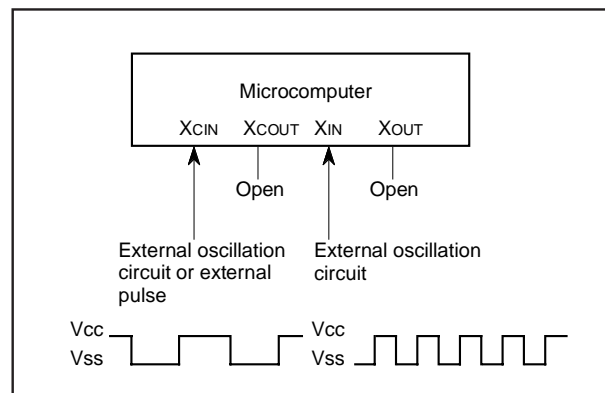 Microcomputer
XCIN XCOUT XIN XOUT
Open Open
External oscillation
circuit or external
pulse
External oscillation
circuit
Vcc
Vss
Vcc
Vss